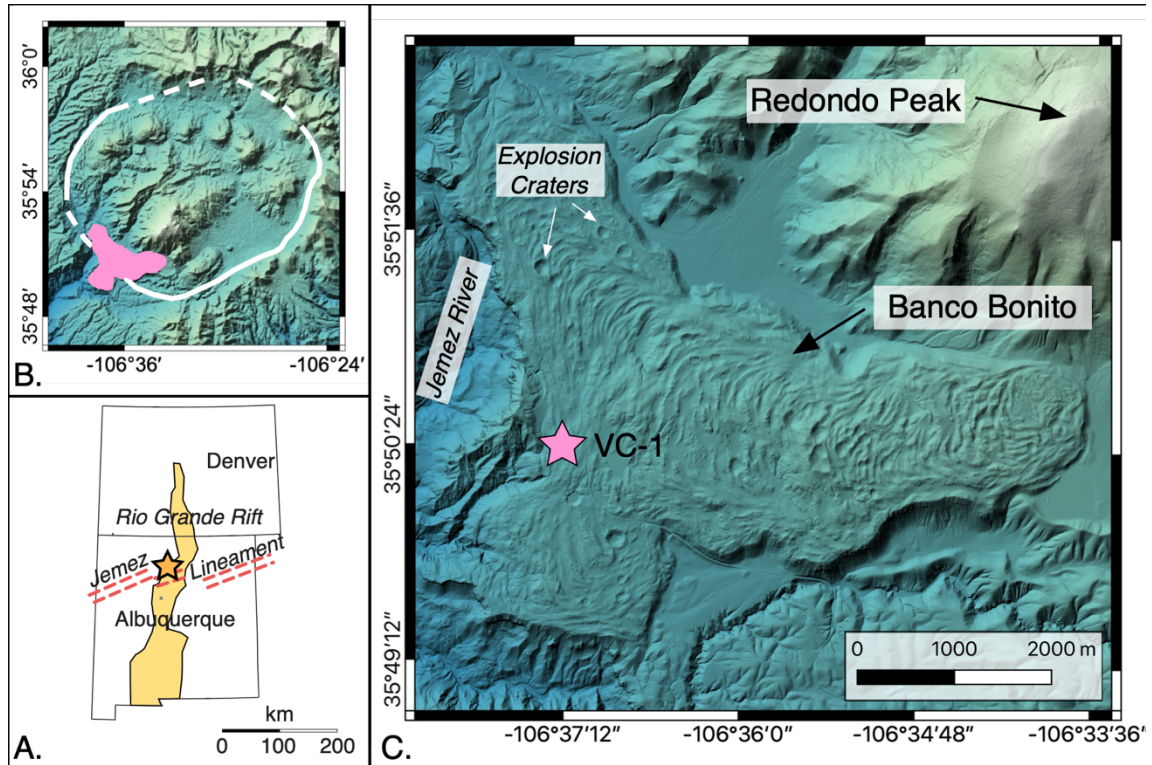 36°0′
35°54′
35°48′
-106°36′
-106°24′
B.
Denver
Rio Grande Rift
Jemez
Lineament
Albuquerque
km
0 100 200
A.
Redondo Peak
Explosion
Craters
35°51′36″
Jemez River
Banco Bonito
35°50′24″
VC-1
35°49′12″
0 1000 2000 m
-106°37′12″
-106°36′0″
-106°34′48″
-106°33′36″
C.